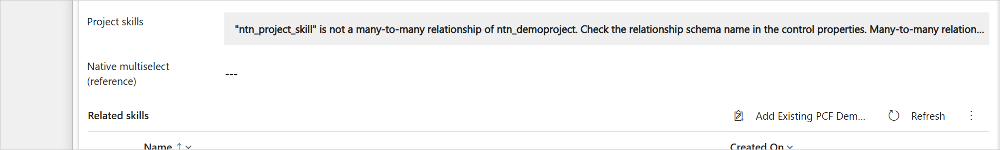 Project skills
"ntn_project_skill" is not a many-to-many relationship of ntn_demoproject. Check the relationship schema name in the control properties. Many-to-many relation...
Native multiselect
(reference)
---
Related skills
Add Existing PCF Dem...
Refresh
Name
Created On